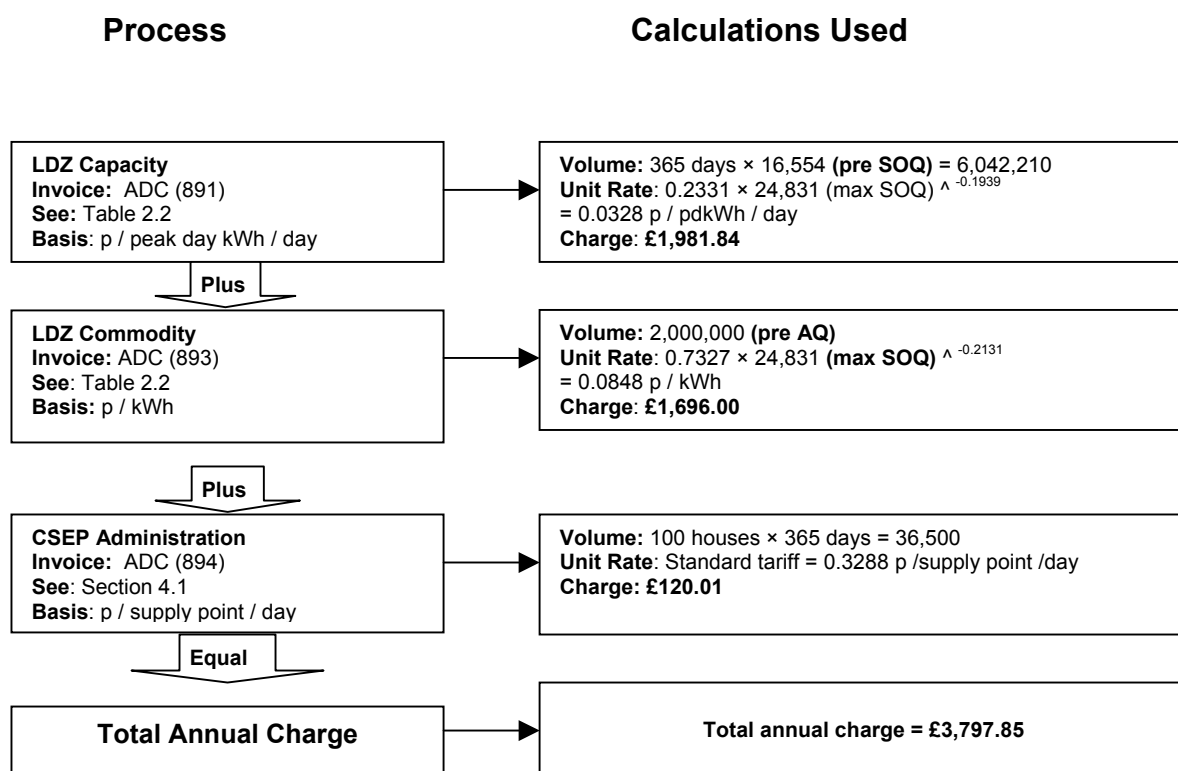 Process
Calculations Used
LDZ Capacity
Invoice: ADC (891)
See: Table 2.2
Basis: p / peak day kWh / day
Volume: 365 days × 16,554 (pre SOQ) = 6,042,210
Unit Rate: 0.2331 × 24,831 (max SOQ) ^ -0.1939
= 0.0328 p / pdkWh / day
Charge: £1,981.84
Plus
LDZ Commodity
Invoice: ADC (893)
See: Table 2.2
Basis: p / kWh
Volume: 2,000,000 (pre AQ)
Unit Rate: 0.7327 × 24,831 (max SOQ) ^ -0.2131
= 0.0848 p / kWh
Charge: £1,696.00
Plus
CSEP Administration
Invoice: ADC (894)
See: Section 4.1
Basis: p / supply point / day
Volume: 100 houses × 365 days = 36,500
Unit Rate: Standard tariff = 0.3288 p /supply point /day
Charge: £120.01
Equal
Total Annual Charge
Total annual charge = £3,797.85